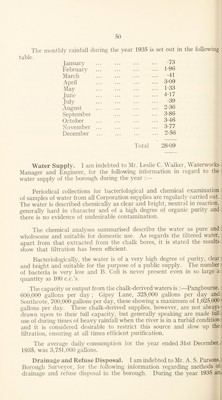 50
The monthly rainfall during the year 1935 is set out in the following
table.
January ... ... ... ·73
February ... ... ... 1·96
March ... ... ... ·41
April ... ... ... 3·09
May ... ... ... 1·33
June ... ... ... 4·17
July ... ... ... ·39
August ... ... ... 2·36
September ... ... ... 3·86
October ... ... ... 3·46
November ... ... ... 3·77
December ... ... ... 2·56
Total 28·09
Water Supply. I am indebted to Mr. Leslie C. Walker, Waterworks
Manager and Engineer, for the following information in regard to the
water supply of the borough during the year :—
Periodical collections for bacteriological and chemical examination
of samples of water from all Corporation supplies are regularly carried out.
The water is described chemically as clear and bright, neutral in reaction,
generally hard in character and of a high degree of organic purity and
there is no evidence of undesirable contamination.
The chemical analyses summarised describe the water as pure and
wholesome and suitable for domestic use. As regards the filtered water,
apart from that extracted from the chalk bores, it is stated the results
show that filtration has been efficient.
Bacteriologically, the water is of a very high degree of purity, clear
and bright and suitable for the purpose of a public supply. The number
of bacteria is very low and B. Coli is never present even in so large a
quantity as 100 c.c's.
The capacity or output from the chalk-derived waters is :—Pangbourne,
600,000 gallons per day ; Gipsy Lane, 325,000 gallons per day and
Southcote, 700,000 gallons per day, these showing a maximum of 1,625,000
gallons per day. These chalk-derived supplies, however, are not always
drawn upon to their full capacity, but generally speaking are made full
use of during times of heavy rainfall when the river is in a turbid condition
and it is considered desirable to restrict this source and slow up the
filtration, ensuring at all times efficient purification.
The average daily consumption for the year ended 31st December,
1935, was 3,781,000 gallons.
Drainage and Refuse Disposal. I am indebted to Mr. A. S. Parsons,
Borough Surveyor, for the following information regarding methods of
drainage and refuse disposal in the borough. During the year 1935 an